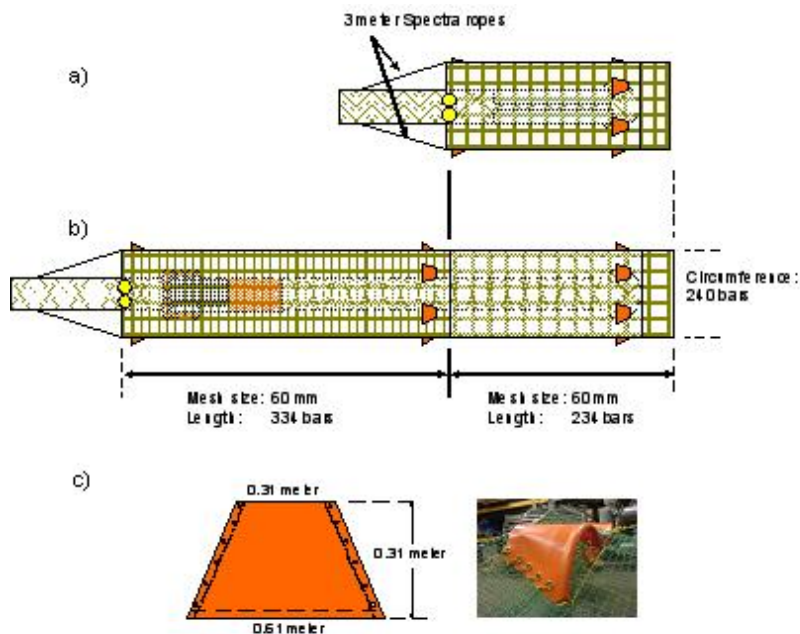 3 meter Spectra ropes
a)
b)
Circumference:
240 bars
Mesh size: 60 mm
Length: 334 bars
Mesh size: 60 mm
Length: 234 bars
c)
0.31 meter
0.31 meter
0.61 meter